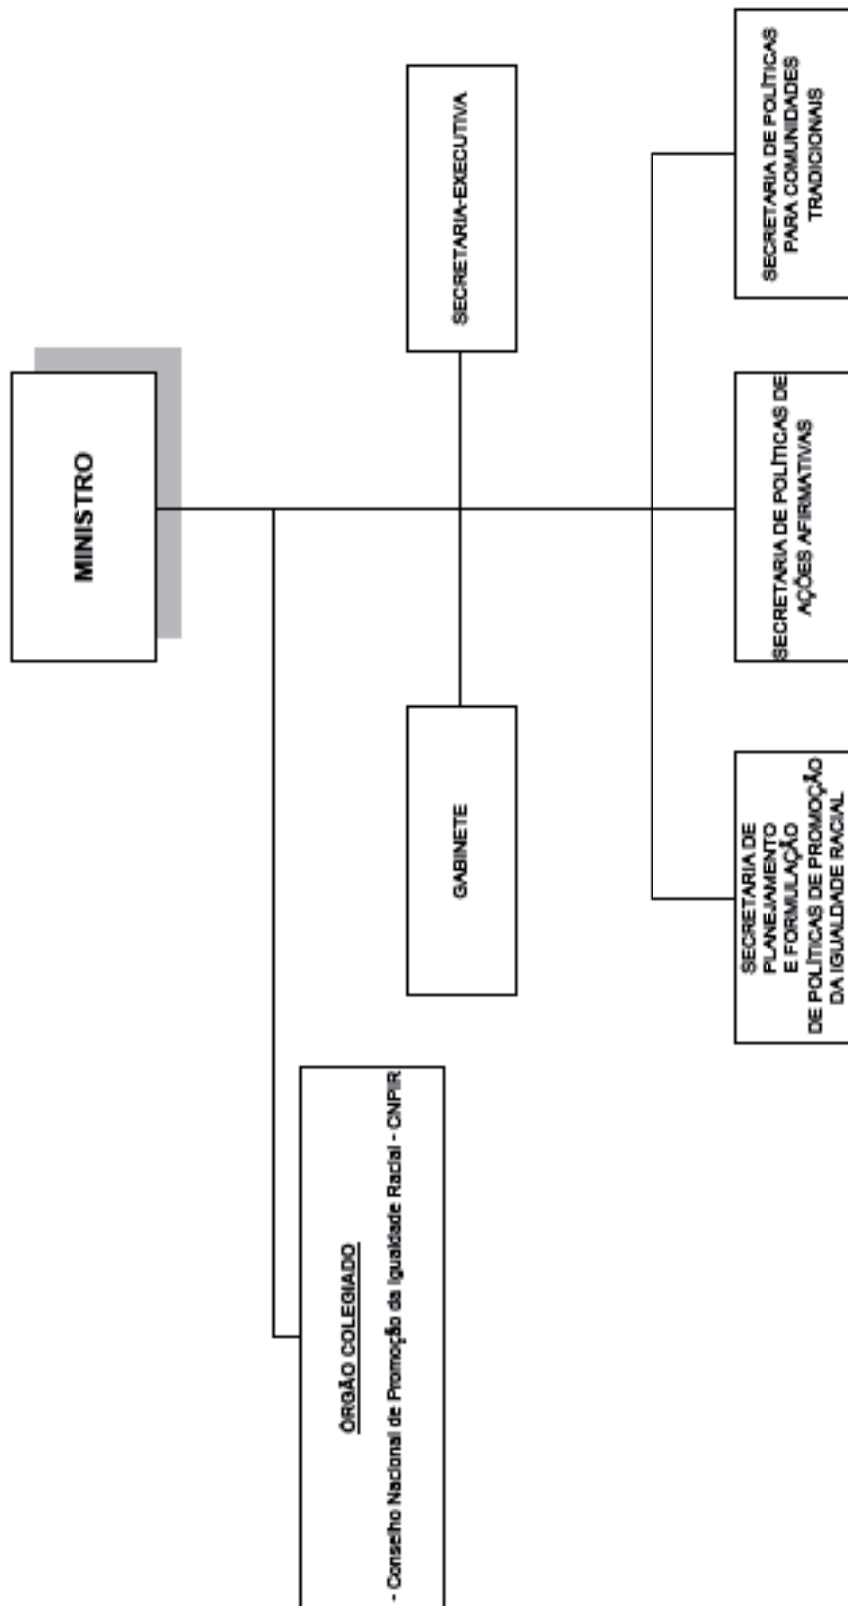 MINISTRO
ÓRGÃO COLEGIADO
- Conselho Nacional de Promoção da Igualdade Racial - CNPIR
GABINETE
SECRETARIA-EXECUTIVA
SECRETARIA DE
PLANEJAMENTO
E FORMULAÇÃO
DE POLÍTICAS DE PROMOÇÃO
DA IGUALDADE RACIAL
SECRETARIA DE POLÍTICAS DE
AÇÕES AFIRMATIVAS
SECRETARIA DE POLÍTICAS
PARA COMUNIDADES
TRADICIONAIS